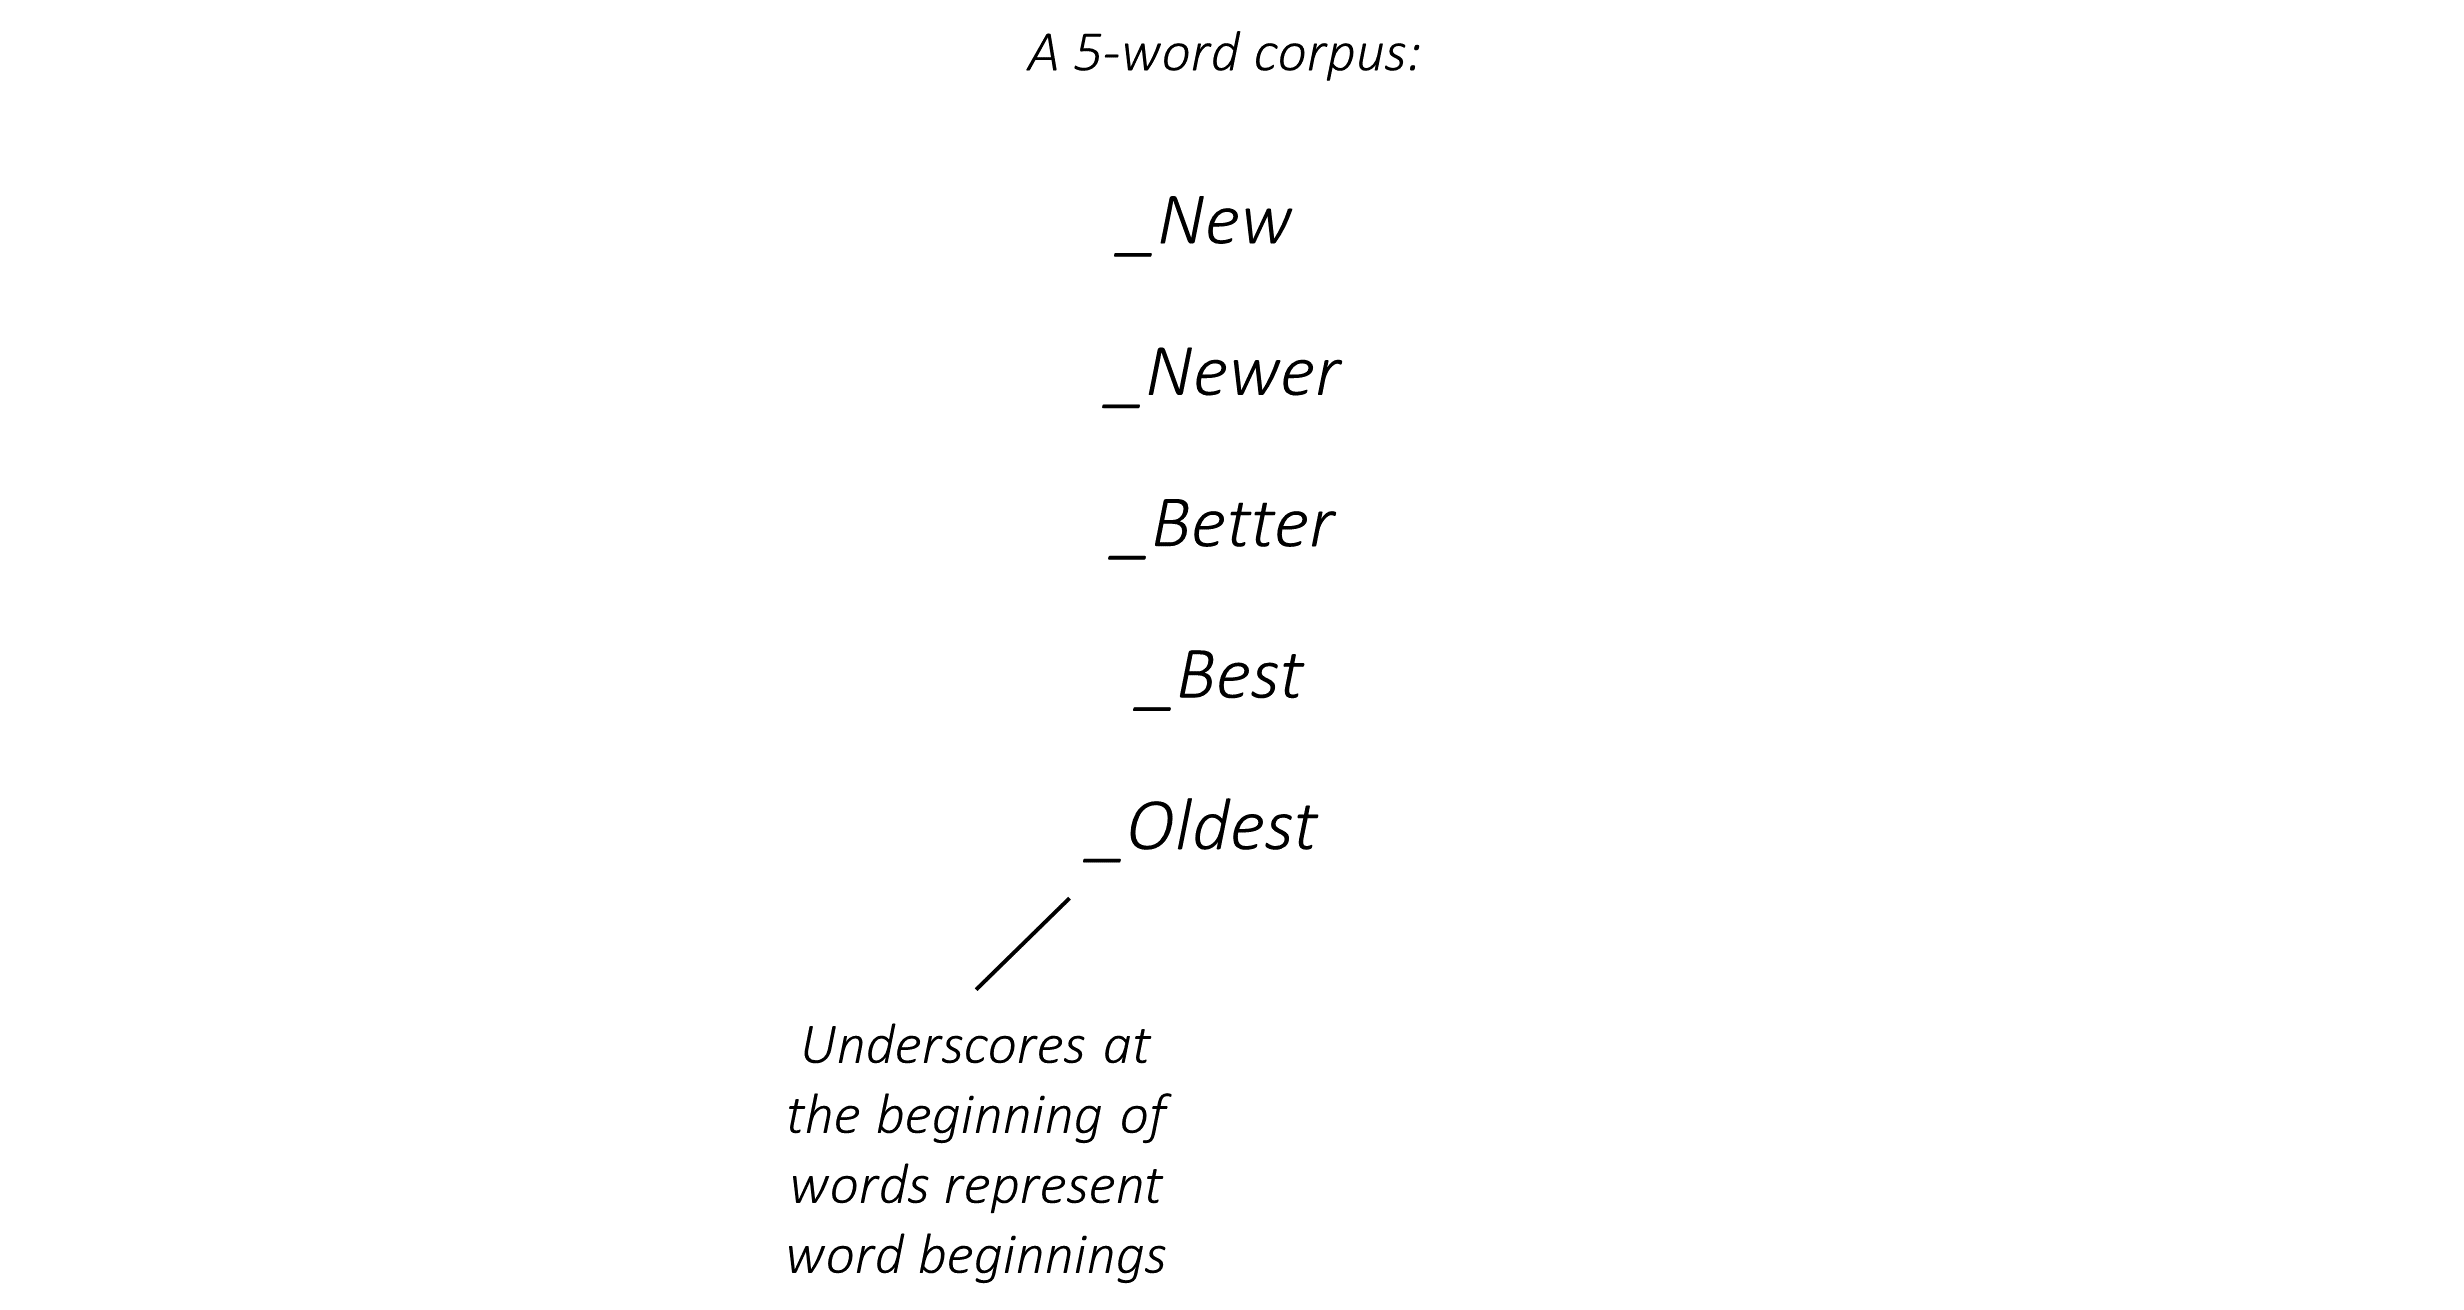 A 5-word corpus:
_New
_Newer
_Better
_Best
_Oldest
Underscores at
the beginning of
words represent
word beginnings